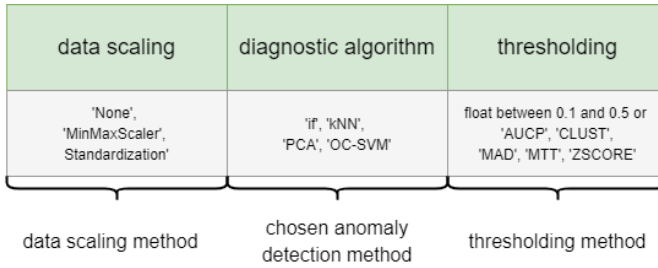 data scaling
diagnostic algorithm
thresholding
'None',
'MinMaxScaler',
Standardization'
'if', 'kNN',
'PCA', 'OC-SVM'
float between 0.1 and 0.5 or
'AUCP', 'CLUST',
'MAD', 'MTT', 'ZSCORE'
data scaling method
chosen anomaly
detection method
thresholding method